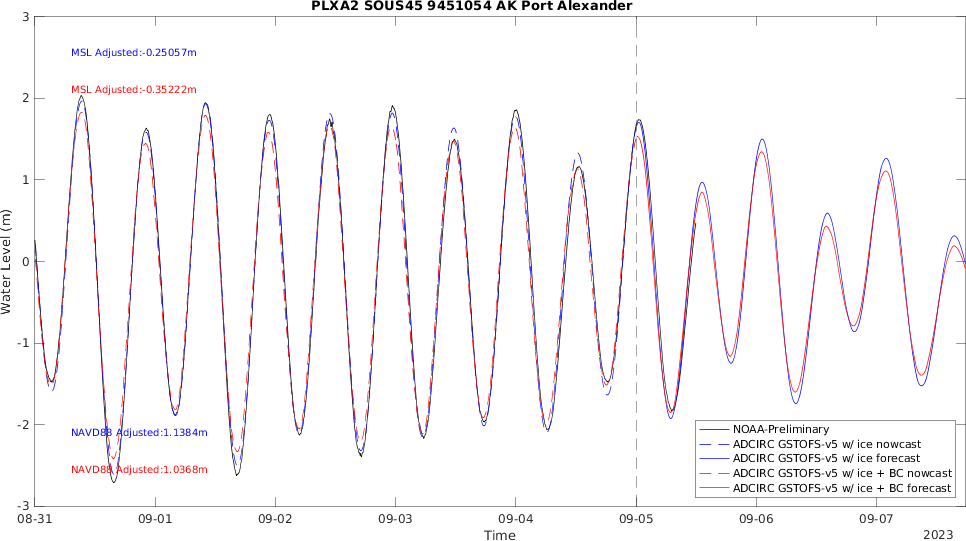 PLXA2 SOUS45 9451054 AK Port Alexander
3
2
1
0
-1
-2
-3
Water Level (m)
MSL Adjusted:-0.25057m
MSL Adjusted:-0.35222m
NAVD88 Adjusted:1.1384m
NAVD88 Adjusted:1.0368m
NOAA-Preliminary
ADCIRC GSTOFS-v5 w/ ice nowcast
ADCIRC GSTOFS-v5 w/ ice forecast
ADCIRC GSTOFS-v5 w/ ice + BC nowcast
ADCIRC GSTOFS-v5 w/ ice + BC forecast
08-31 09-01 09-02 09-03 09-04 09-05 09-06 09-07
Time
2023